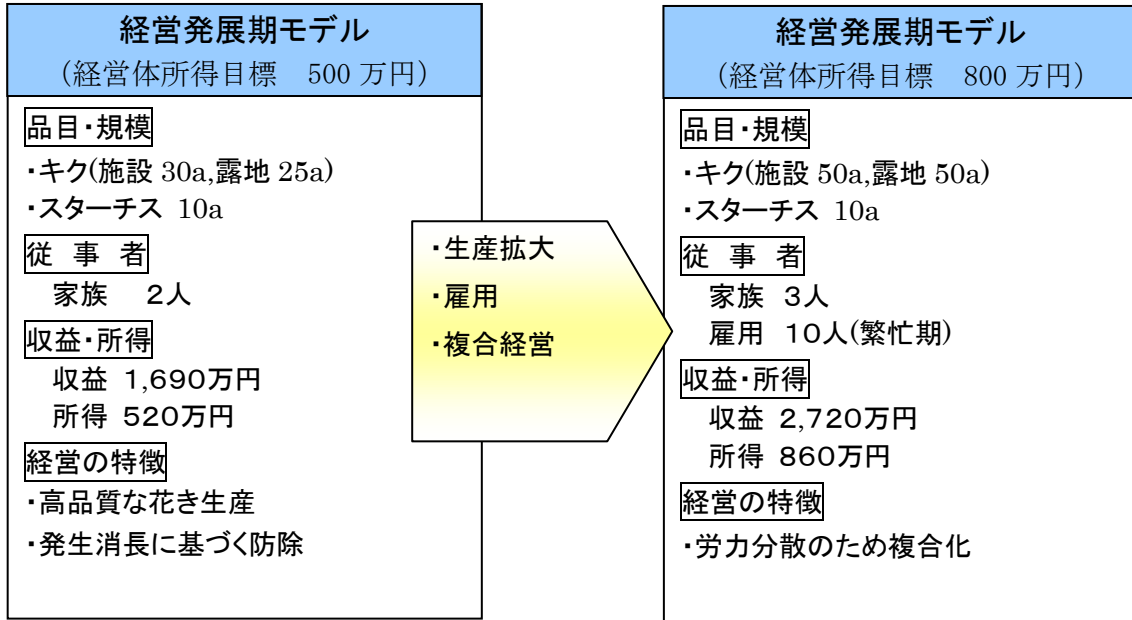 経営発展期モデル
（経営体所得目標　500 万円）
品目・規模
・キク(施設 30a,露地 25a)
・スターチス 10a
従 事 者
家族　２人
収益・所得
収益 １,６９０万円
所得 ５２０万円
経営の特徴
・高品質な花き生産
・発生消長に基づく防除
・生産拡大
・雇用
・複合経営
経営発展期モデル
（経営体所得目標　800 万円）
品目・規模
・キク(施設 50a,露地 50a)
・スターチス 10a
従 事 者
家族 ３人
雇用 １０人(繁忙期)
収益・所得
収益 ２,７２０万円
所得 ８６０万円
経営の特徴
・労力分散のため複合化